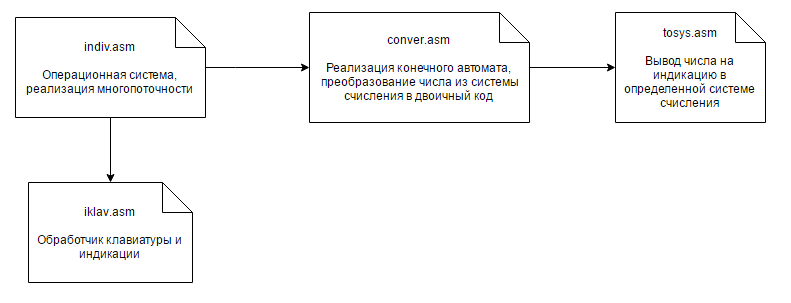 indiv.asm
Операционная система,
реализация многопоточности
conver.asm
Реализация конечного автомата,
преобразование числа из системы
счисления в двоичный код
tosys.asm
Вывод числа на
индикацию в
определенной системе
счисления
iklav.asm
Обработчик клавиатуры и
индикации